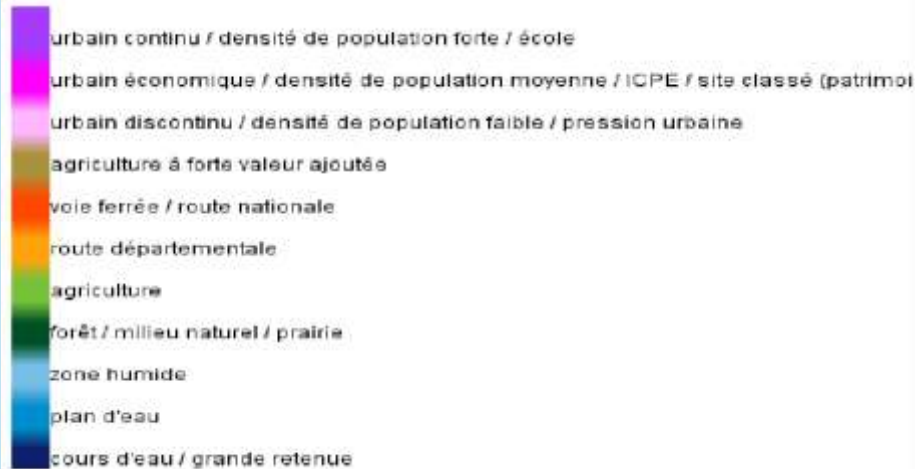 urbain continu / densité de population forte / école
urbain économique / densité de population moyenne / ICPE / site classé (patrimoi
urbain discontinu / densité de population faible / pression urbaine
agriculture á forte valeur ajoutée
voie ferrée / route nationale
route départementale
agriculture
forêt / milieu naturel / prairie
zone humide
plan d'eau
cours d'eau / grande retenue